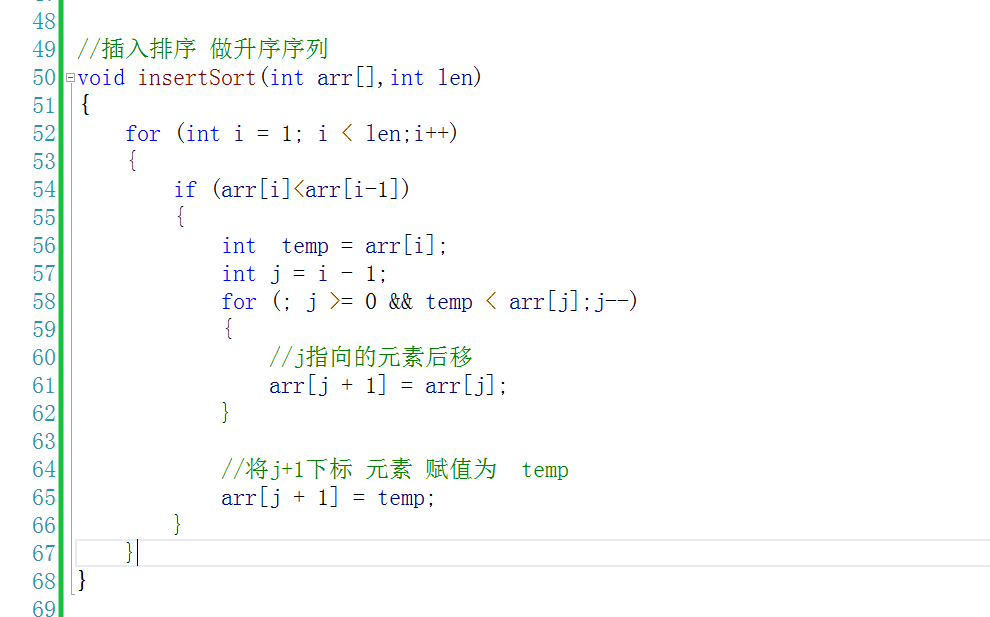 48
49 //插入排序 做升序序列
50 void insertSort(int arr[],int len)
51 {
52     for (int i = 1; i < len;i++)
53     {
54         if (arr[i]<arr[i-1])
55         {
56             int  temp = arr[i];
57             int j = i - 1;
58             for (; j >= 0 && temp < arr[j];j--)
59             {
60                 //j指向的元素后移
61                 arr[j + 1] = arr[j];
62             }
63
64             //将j+1下标 元素 赋值为  temp
65             arr[j + 1] = temp;
66         }
67     }
68 }
69